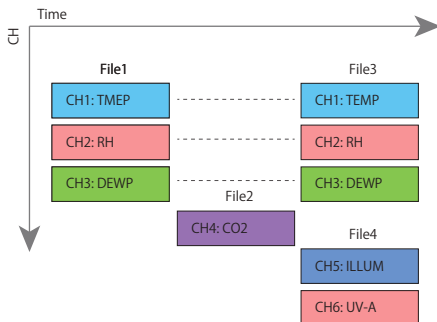 Time
CH
File1
File3
CH1: TMEP
CH1: TEMP
CH2: RH
CH2: RH
CH3: DEWP
CH3: DEWP
File2
CH4: CO2
File4
CH5: ILLUM
CH6: UV-A